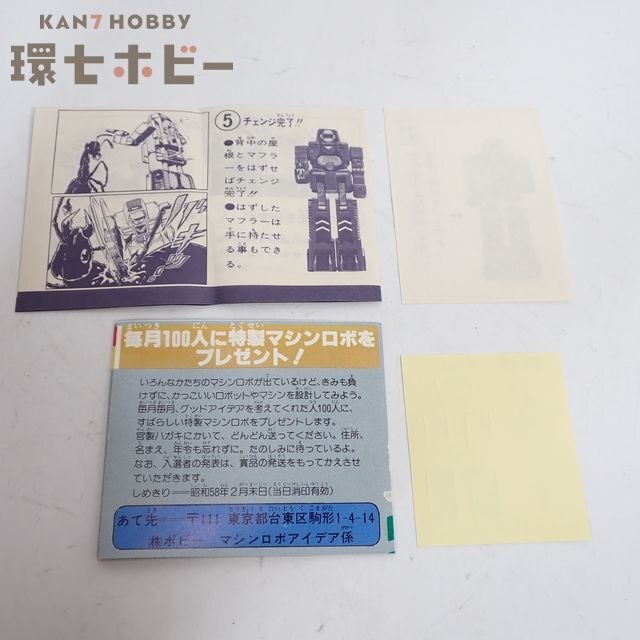 KAN7HOBBY
環七ホビー
⑤チェンジ完了!!
●背中の屋
根とマフラ
ーをはずせ
ばチェンジ
完了!!
●はずした
マフラーは
手に持たせ
る事もでき
る。
毎月100人に特製マシンロボを
プレゼント!
いろんなかたちのマシンロボが出ているけど、きみも負
けずに、かっこいいロボットやマシンを設計してみよう。
毎月毎月、グッドアイデアを考えてくれた人100人に、
すばらしい特製マシンロボをプレゼントします。
官製ハガキにかいて、どんどん送ってください。住所、
名まえ、年令も忘れずに。たのしみに待っているよ。
なお、入選者の発表は、賞品の発送をもってかえさせ
ていただきます。
しめきり──昭和58年2月末日(当日消印有効)
あて先──〒111 東京都台東区駒形1-4-14
㈱ポピー マシンロボアイデア係